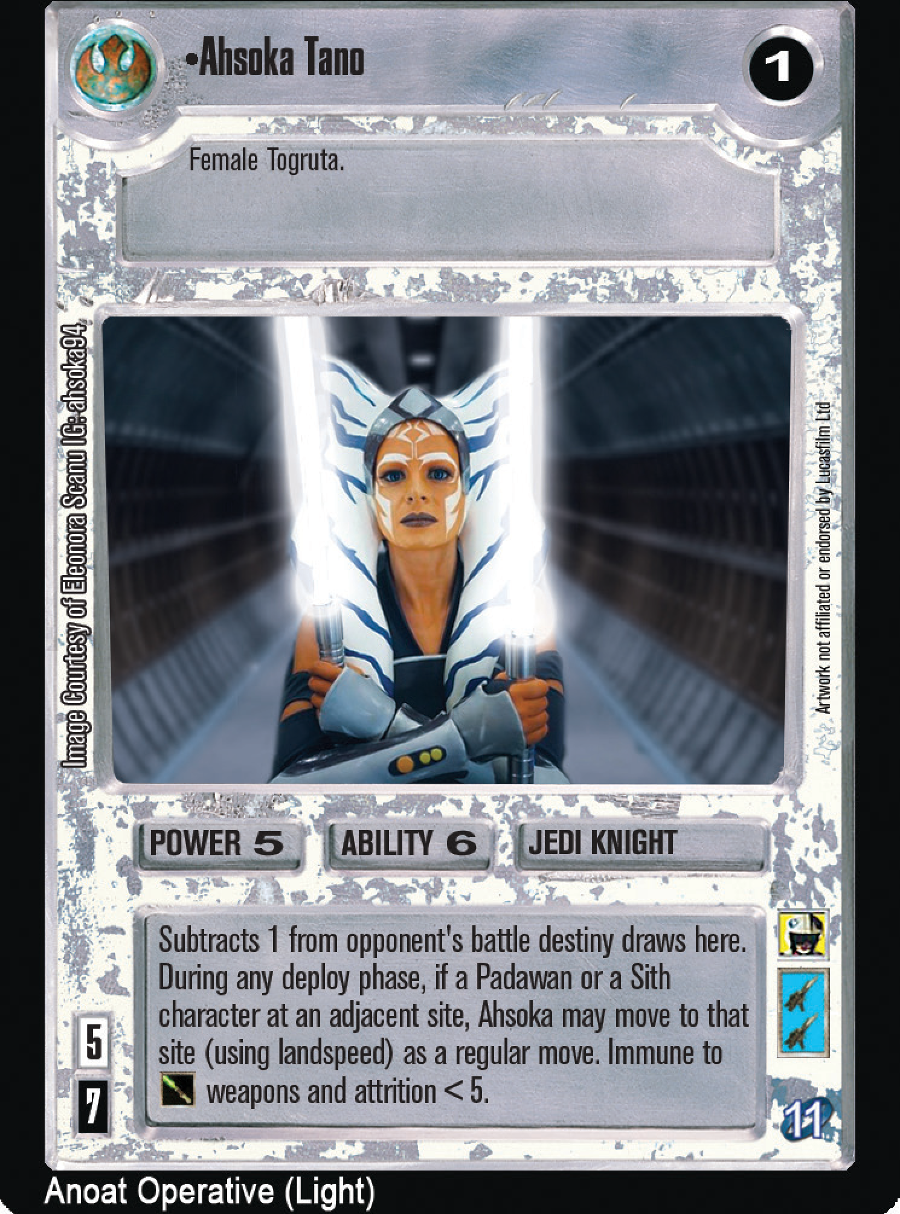 •Ahsoka Tano
1
Female Togruta.
Image Courtesy of Eleonora Scanu IG: ahsoka94
Artwork not affiliated or endorsed by Lucasfilm Ltd
POWER 5
ABILITY 6
JEDI KNIGHT
Subtracts 1 from opponent's battle destiny draws here.
During any deploy phase, if a Padawan or a Sith
character at an adjacent site, Ahsoka may move to that
site (using landspeed) as a regular move. Immune to
weapons and attrition < 5.
5
7
11
Anoat Operative (Light)